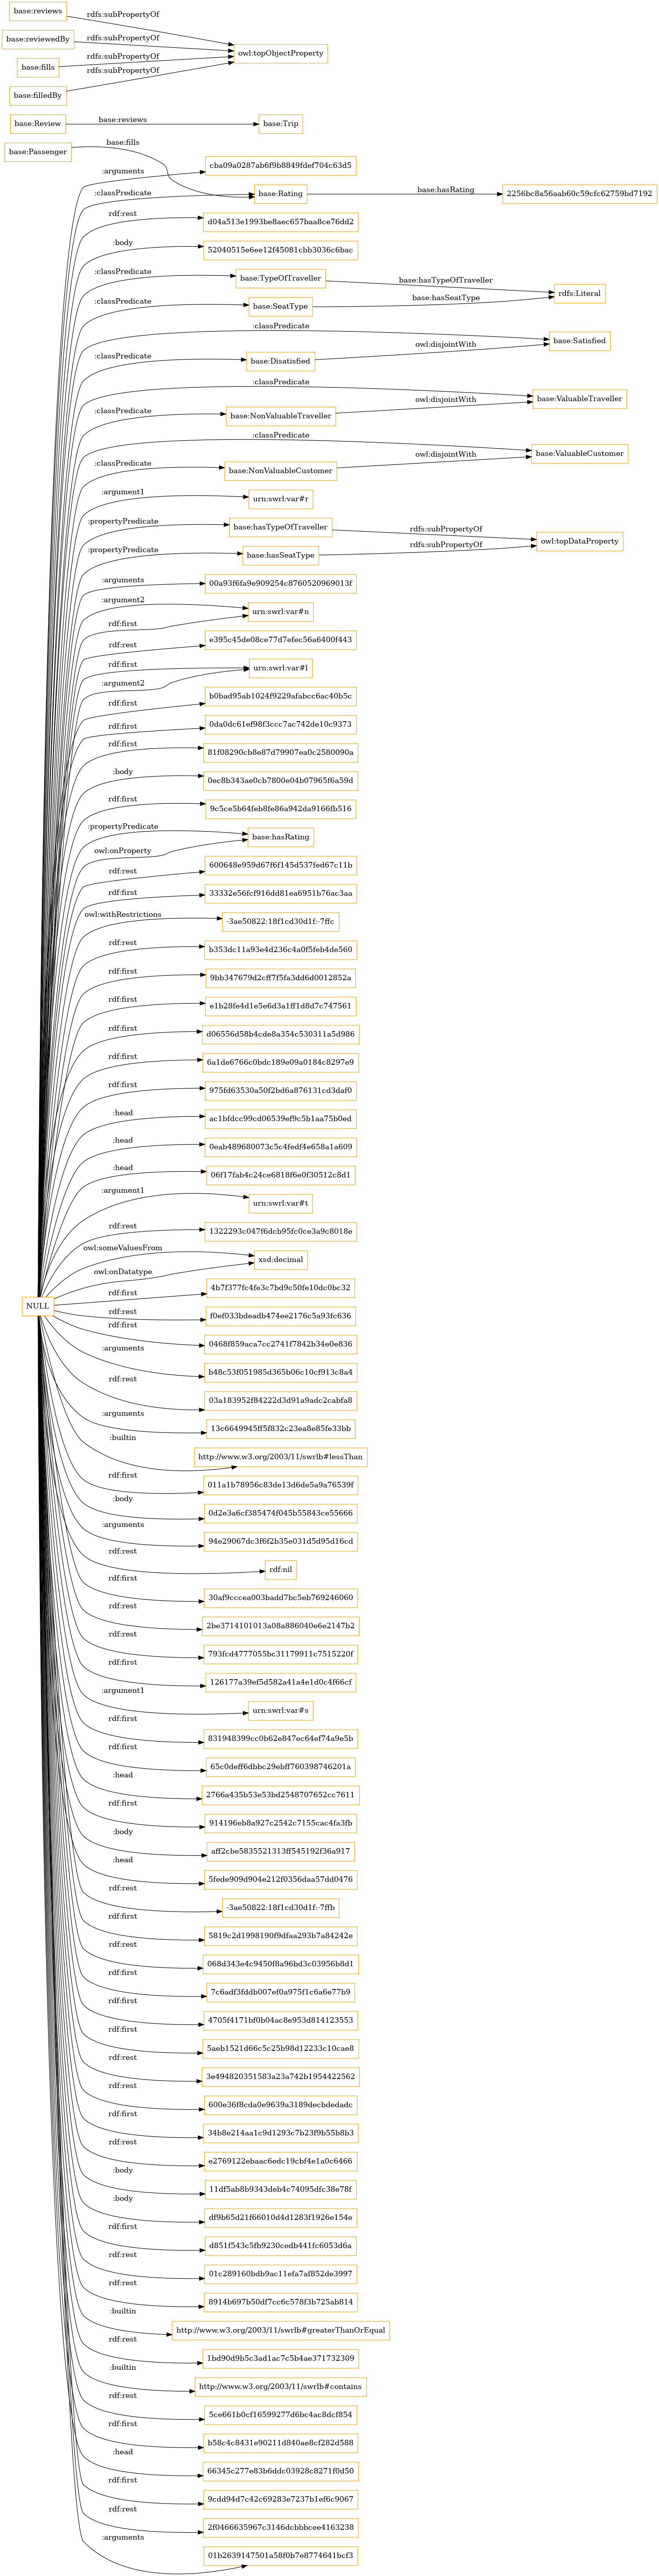 base:reviews
rdfs:subPropertyOf
base:reviewedBy
rdfs:subPropertyOf
owl:topObjectProperty
base:fills
rdfs:subPropertyOf
base:filledBy
rdfs:subPropertyOf
base:Review
base:reviews
base:Trip
base:Passenger
base:fills
:arguments
cba09a0287ab6f9b8849fdef704c63d5
:classPredicate
base:Rating
base:hasRating
2256bc8a56aab60c59cfc62759bd7192
rdf:rest
d04a513e1993be8aec657baa8ce76dd2
:body
52040515e6ee12f45081cbb3036c6bac
:classPredicate
base:TypeOfTraveller
base:hasTypeOfTraveller
rdfs:Literal
:classPredicate
base:SeatType
base:hasSeatType
:classPredicate
base:Satisfied
:classPredicate
base:Disatisfied
owl:disjointWith
:classPredicate
base:ValuableTraveller
:classPredicate
base:NonValuableTraveller
owl:disjointWith
:classPredicate
base:ValuableCustomer
:classPredicate
base:NonValuableCustomer
owl:disjointWith
:argument1
urn:swrl:var#r
:propertyPredicate
base:hasTypeOfTraveller
rdfs:subPropertyOf
owl:topDataProperty
:propertyPredicate
base:hasSeatType
rdfs:subPropertyOf
:arguments
00a93f6fa9e909254c8760520969013f
:argument2
urn:swrl:var#n
rdf:first
rdf:rest
e395c45de08ce77d7efec56a6400f443
rdf:first
urn:swrl:var#l
:argument2
rdf:first
b0bad95ab1024f9229afabcc6ac40b5c
rdf:first
0da0dc61ef98f3ccc7ac742de10c9373
rdf:first
81f08290cb8e87d79907ea0c2580090a
:body
0ec8b343ae0cb7800e04b07965f6a59d
rdf:first
9c5ce5b64feb8fe86a942da9166fb516
:propertyPredicate
base:hasRating
owl:onProperty
rdf:rest
600648e959d67f6f145d537fed67c11b
rdf:first
33332e56fcf916dd81ea6951b76ac3aa
owl:withRestrictions
-3ae50822:18f1cd30d1f:-7ffc
rdf:rest
b353dc11a93e4d236c4a0f5feb4de560
rdf:first
9bb347679d2cff7f5fa3dd6d0012852a
rdf:first
e1b28fe4d1e5e6d3a1ff1d8d7c747561
rdf:first
d06556d58b4cde8a354c530311a5d986
rdf:first
6a1de6766c0bdc189e09a0184c8297e9
rdf:first
975fd63530a50f2bd6a876131cd3daf0
:head
ac1bfdcc99cd06539ef9c5b1aa75b0ed
:head
0eab489680073c5c4fedf4e658a1a609
:head
06f17fab4c24ce6818f6e0f30512c8d1
:argument1
urn:swrl:var#t
rdf:rest
1322293c047f6dcb95fc0ce3a9c8018e
owl:someValuesFrom
xsd:decimal
owl:onDatatype
NULL
rdf:first
4b7f377fc4fe3c7bd9c50fe10dc0bc32
rdf:rest
f0ef033bdeadb474ee2176c5a93fc636
rdf:first
0468f859aca7cc2741f7842b34e0e836
:arguments
b48c53f051985d365b06c10cf913c8a4
rdf:rest
03a183952f84222d3d91a9adc2cabfa8
:arguments
13c6649945ff5f832c23ea8e85fe33bb
:builtin
http://www.w3.org/2003/11/swrlb#lessThan
rdf:first
011a1b78956c83de13d6de5a9a76539f
:body
0d2e3a6cf385474f045b55843ce55666
:arguments
94e29067dc3f6f2b35e031d5d95d16cd
rdf:rest
rdf:nil
rdf:first
30af9cccea003badd7bc5eb769246060
rdf:rest
2be3714101013a08a886040e6e2147b2
rdf:rest
793fcd4777055bc31179911c7515220f
rdf:first
126177a39ef5d582a41a4e1d0c4f66cf
:argument1
urn:swrl:var#s
rdf:first
831948399cc0b62e847ec64ef74a9e5b
rdf:first
65c0deff6dbbc29ebff760398746201a
:head
2766a435b53e53bd2548707652cc7611
rdf:first
914196eb8a927c2542c7155cac4fa3fb
:body
aff2cbe5835521313ff545192f36a917
:head
5fede909d904e212f0356daa57dd0476
rdf:rest
-3ae50822:18f1cd30d1f:-7ffb
rdf:first
5819c2d1998190f9dfaa293b7a84242e
rdf:rest
068d343e4c9450f8a96bd3c03956b8d1
rdf:first
7c6adf3fddb007ef0a975f1c6a6e77b9
rdf:first
4705f4171bf0b04ac8e953d814123553
rdf:first
5aeb1521d66c5c25b98d12233c10cae8
rdf:rest
3e494820351583a23a742b1954422562
rdf:rest
600e36f8cda0e9639a3189decbdedadc
rdf:first
34b8e214aa1c9d1293c7b23f9b55b8b3
rdf:rest
e2769122ebaac6edc19cbf4e1a0c6466
:body
11df5ab8b9343deb4c74095dfc38e78f
:body
df9b65d21f66010d4d1283f1926e154e
rdf:first
d851f543c5fb9230cedb441fc6053d6a
rdf:rest
01c289160bdb9ac11efa7af852de3997
rdf:rest
8914b697b50df7cc6c578f3b725ab814
:builtin
http://www.w3.org/2003/11/swrlb#greaterThanOrEqual
rdf:rest
1bd90d9b5c3ad1ac7c5b4ae371732309
:builtin
http://www.w3.org/2003/11/swrlb#contains
rdf:rest
5ce661b0cf16599277d6bc4ac8dcf854
rdf:first
b58c4c8431e90211d840ae8cf282d588
:head
66345c277e83b6ddc03928c8271f0d50
rdf:first
9cdd94d7c42c69283e7237b1ef6c9067
rdf:rest
2f0466635967c3146dcbbbcee4163238
:arguments
01b2639147501a58f0b7e8774641bcf3